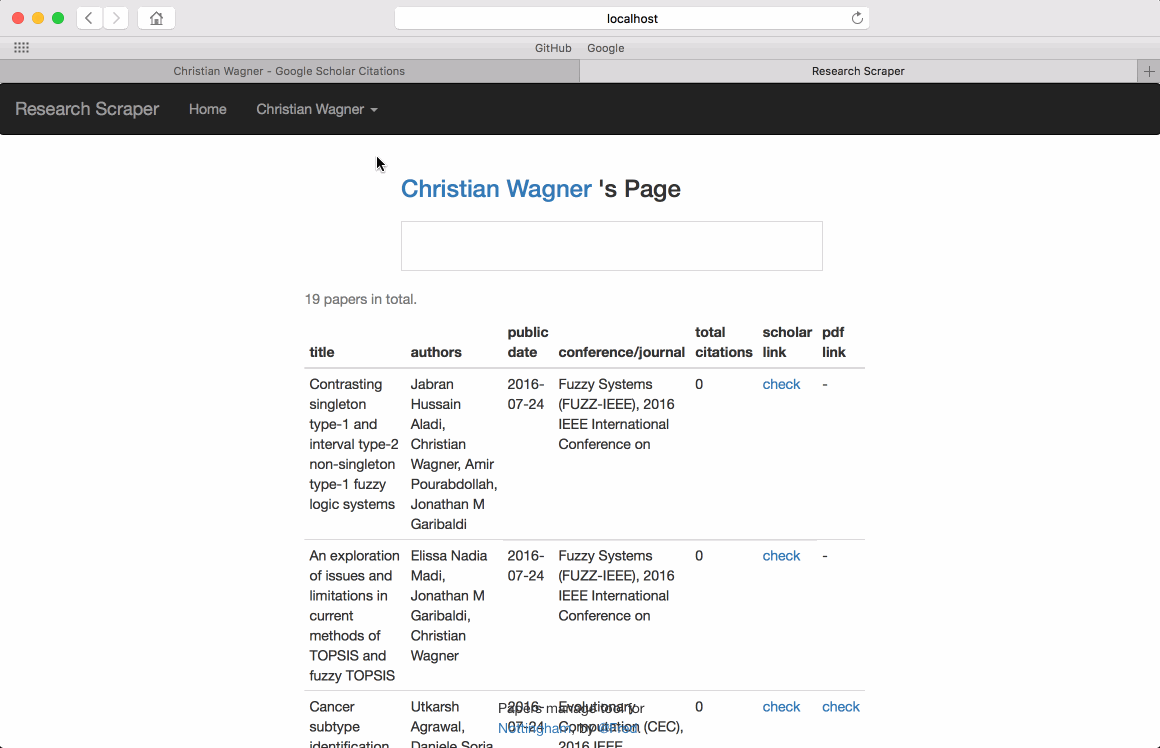 localhost
GitHub Google
Christian Wagner - Google Scholar Citations Research Scraper
Research Scraper Home Christian Wagner
Christian Wagner 's Page
19 papers in total.
title authors public date conference/journal total citations scholar link pdf link
Contrasting singleton type-1 and interval type-2 non-singleton type-1 fuzzy logic systems
Jabran Hussain Aladi, Christian Wagner, Amir Pourabdollah, Jonathan M Garibaldi
2016-07-24
Fuzzy Systems (FUZZ-IEEE), 2016 IEEE International Conference on
0
check
-
An exploration of issues and limitations in current methods of TOPSIS and fuzzy TOPSIS
Elissa Nadia Madi, Jonathan M Garibaldi, Christian Wagner
2016-07-24
Fuzzy Systems (FUZZ-IEEE), 2016 IEEE International Conference on
0
check
-
Cancer subtype identification
Utkarsh Agrawal, Daniele Soria
2016-07-24
Evolutionary Computation (CEC), 2016 IEEE
0
check
check
Papers manage tool for
Nottingham, by